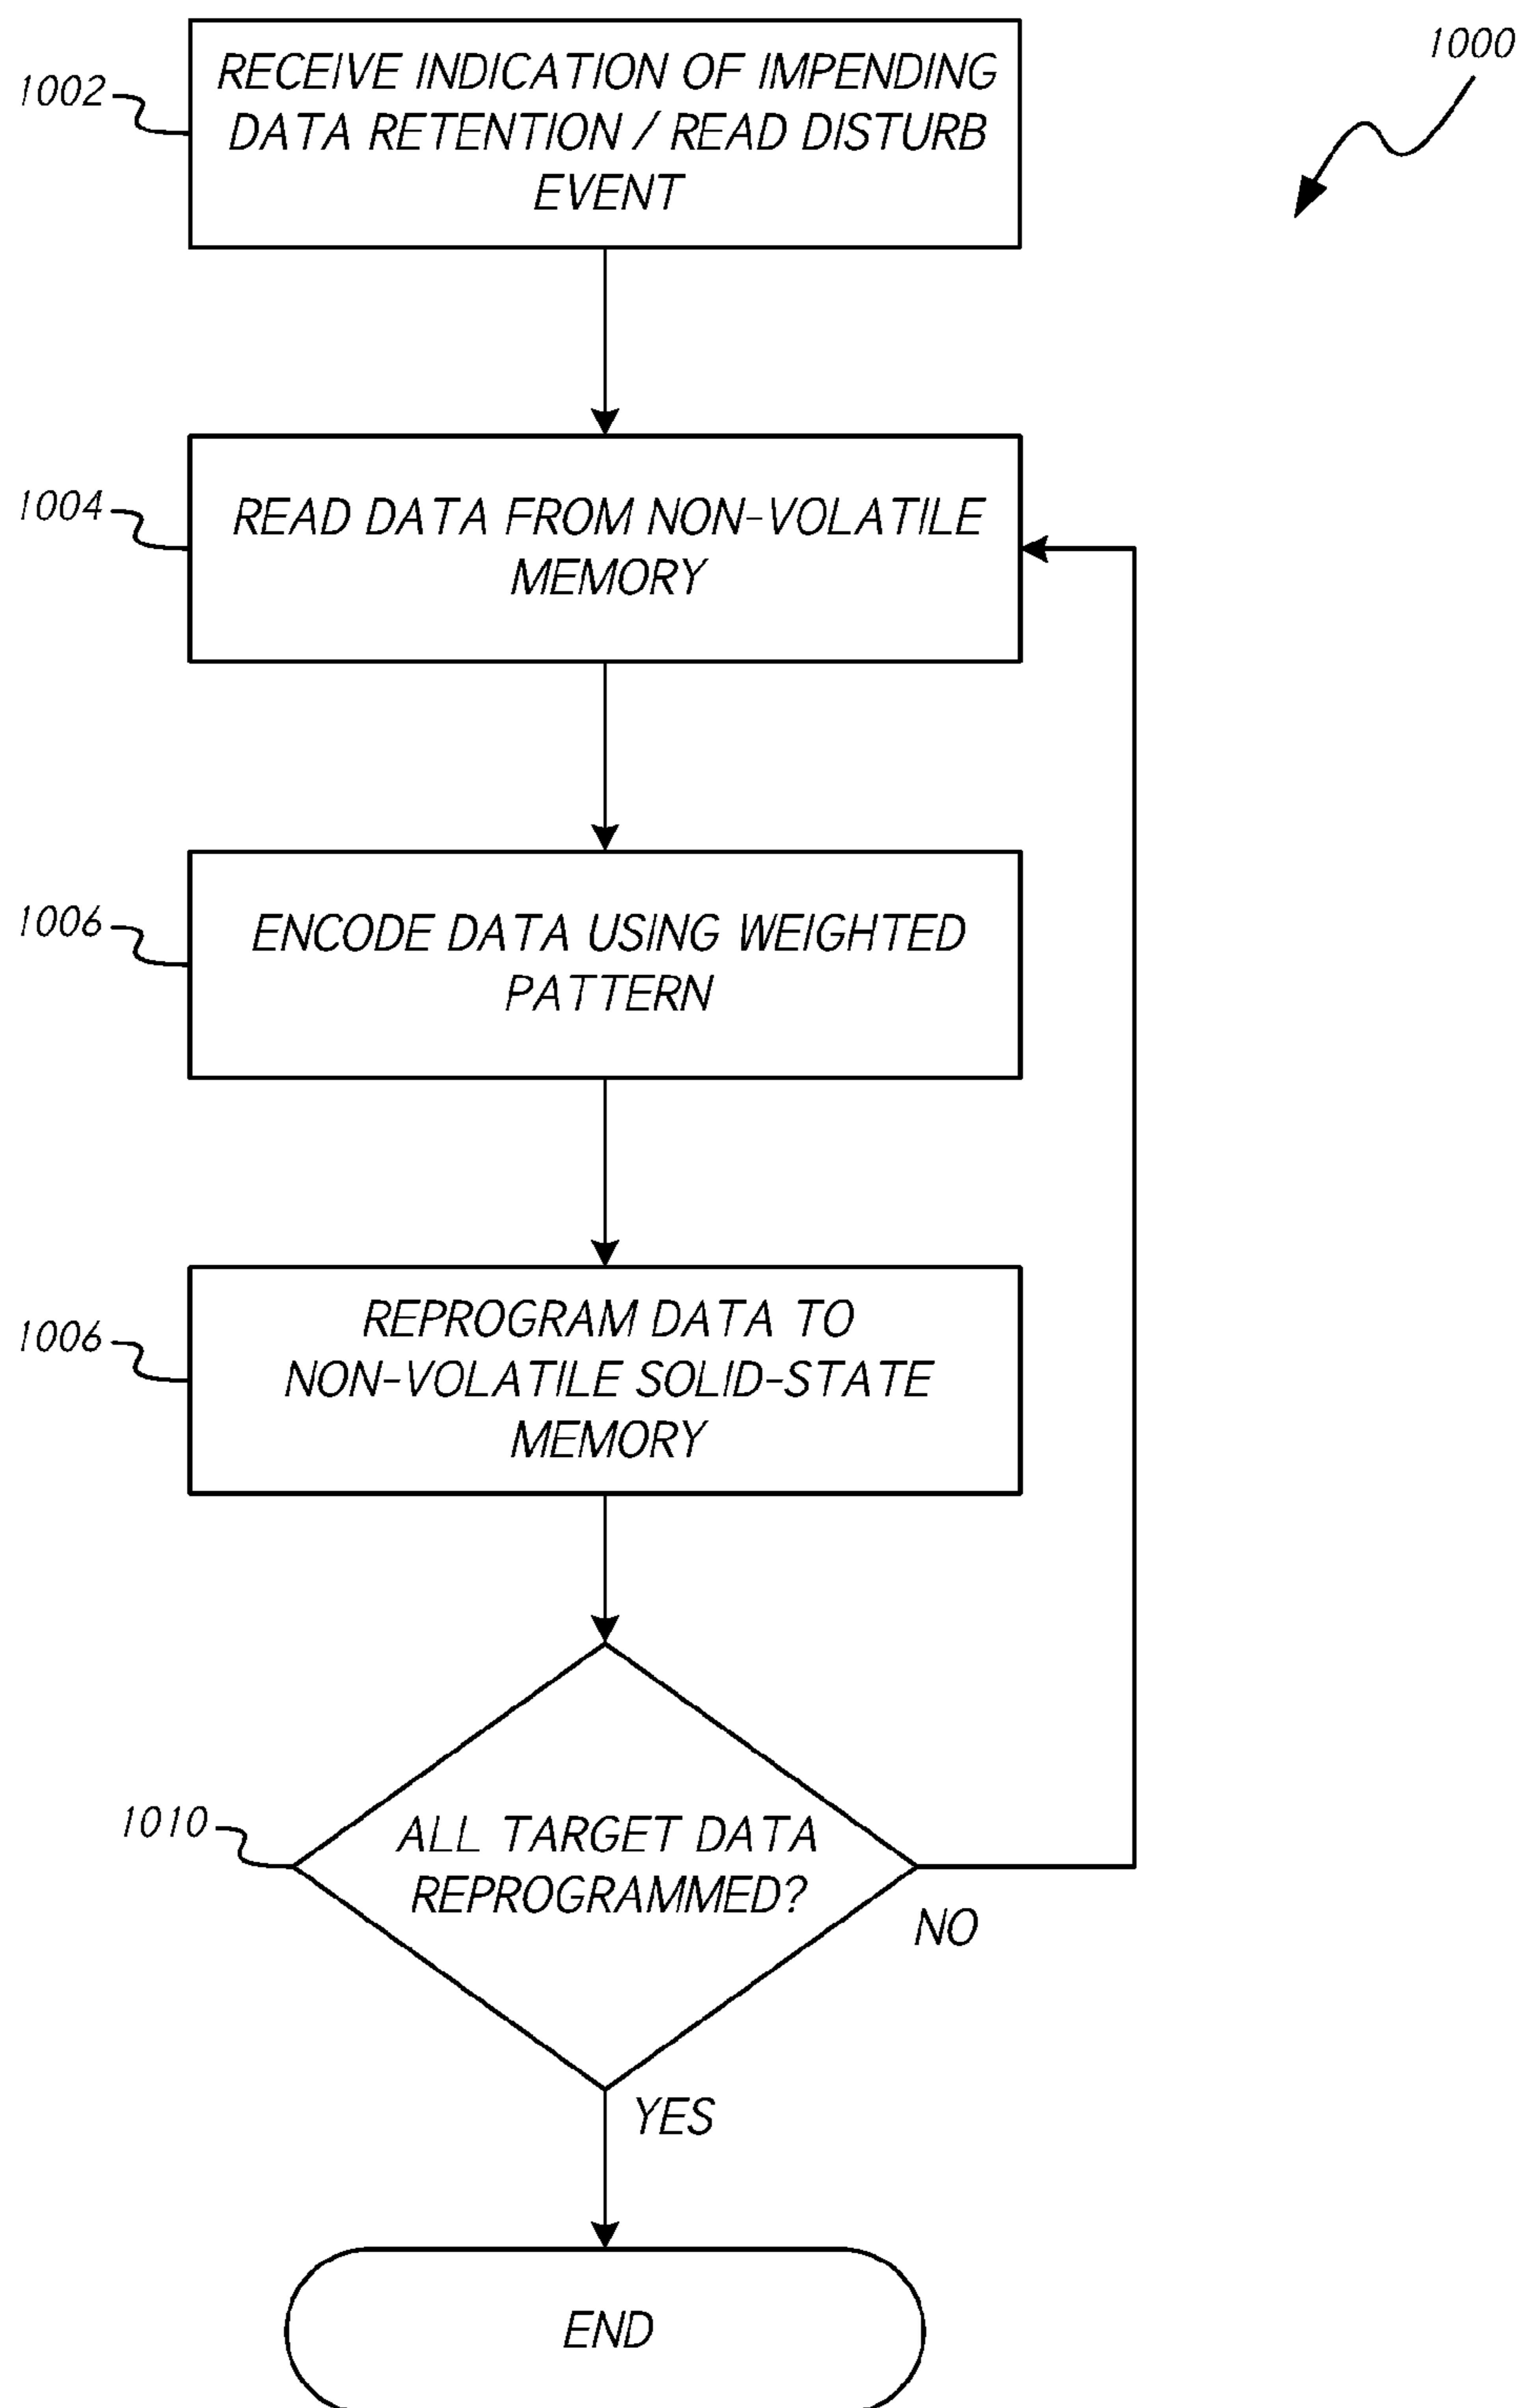 1000
1002
RECEIVE INDICATION OF IMPENDING
DATA RETENTION / READ DISTURB
EVENT
1004
READ DATA FROM NON-VOLATILE
MEMORY
1006
ENCODE DATA USING WEIGHTED
PATTERN
1006
REPROGRAM DATA TO
NON-VOLATILE SOLID-STATE
MEMORY
1010
ALL TARGET DATA
REPROGRAMMED?
NO
YES
END